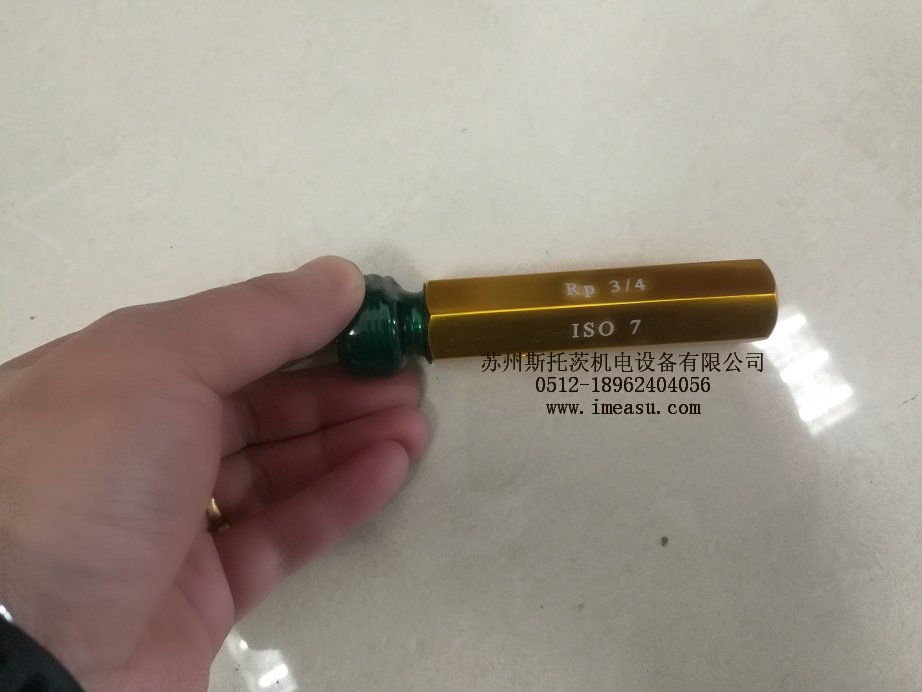 Rp 3/4
ISO 7
苏州斯托茨机电设备有限公司
0512-18962404056
www.imeasu.com